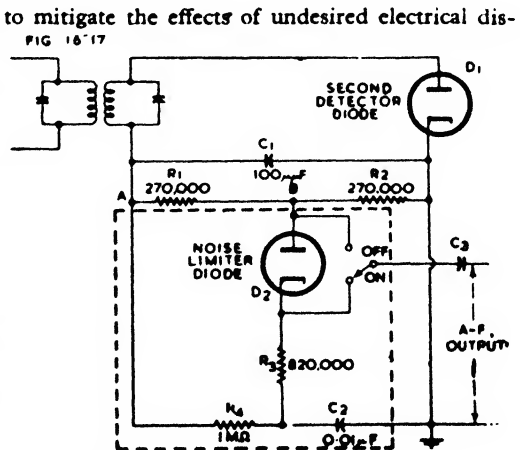 to mitigate the effects of undesired electrical dis-
FIG 16-17
D1
SECOND
DETECTOR
DIODE
C1
100µµF
R1
270,000
R2
270,000
A
B
NOISE
LIMITER
DIODE
D2
OFF
ON
C3
A-F,
OUTPUT
R3 820,000
R4
1MΩ
C2
0·01µF